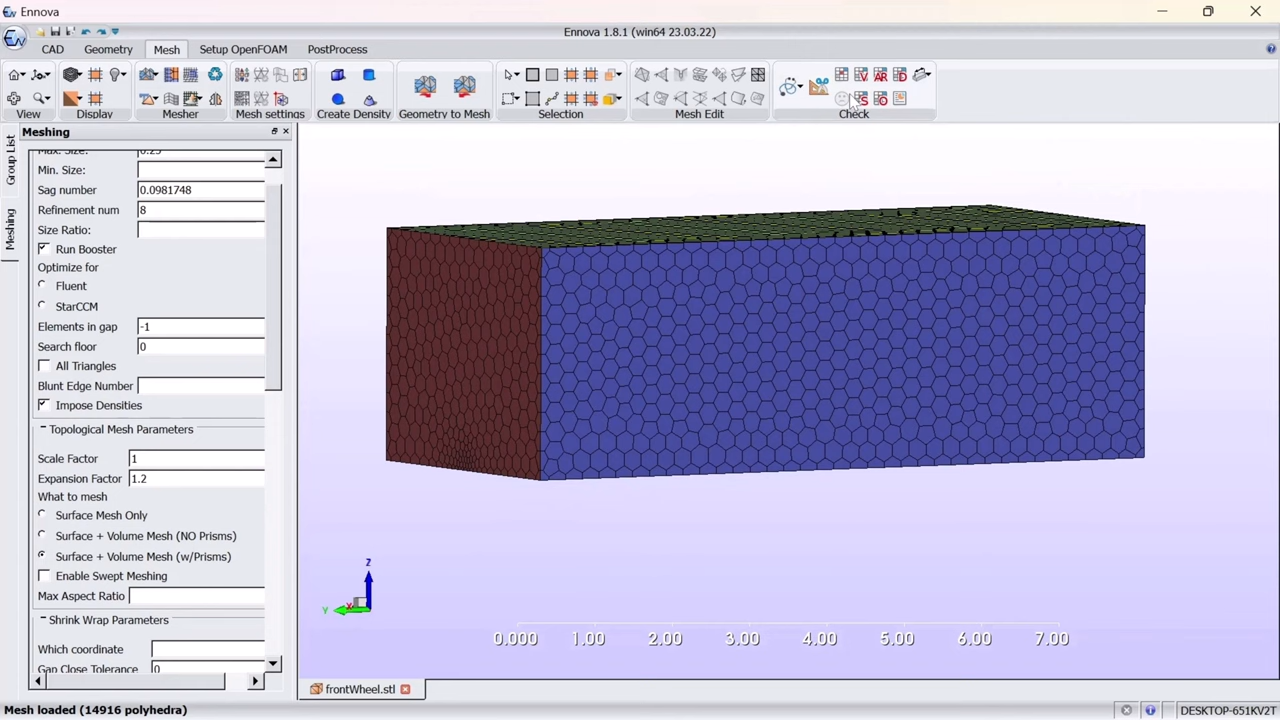 Ennova
Ennova 1.8.1 (win64 23.03.22)
CAD
Geometry
Mesh
Setup OpenFOAM
PostProcess
V
AR
D
S
O
View
Display
Mesher
Mesh settings
Create Density
Geometry to Mesh
Selection
Mesh Edit
Check
Meshing
Group List
Meshing
Max. Size:
0.25
Min. Size:
Sag number
0.0981748
Refinement num
8
Size Ratio:
Run Booster
Optimize for
Fluent
StarCCM
Elements in gap
-1
Search floor
0
All Triangles
Blunt Edge Number
Impose Densities
Topological Mesh Parameters
Scale Factor
1
Expansion Factor
1.2
What to mesh
Surface Mesh Only
Surface + Volume Mesh (NO Prisms)
Surface + Volume Mesh (w/Prisms)
Enable Swept Meshing
Max Aspect Ratio
Shrink Wrap Parameters
Which coordinate
Gap Close Tolerance
0
Z
Y
X
0.000 1.00 2.00 3.00 4.00 5.00 6.00 7.00
frontWheel.stl
Mesh loaded (14916 polyhedra)
DESKTOP-651KV2T